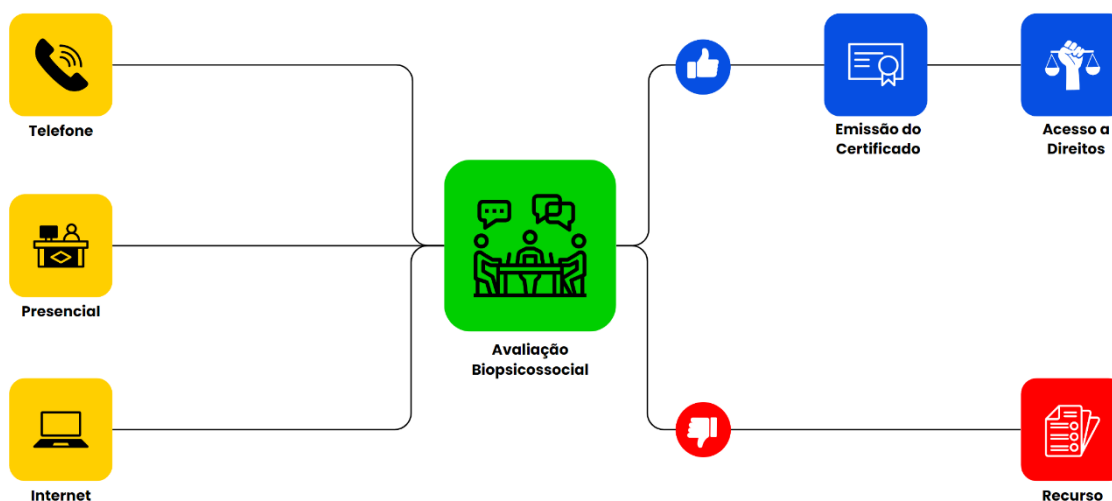 Telefone
Presencial
Internet
Avaliação
Biopsicossocial
Emissão do
Certificado
Acesso a
Direitos
Recurso